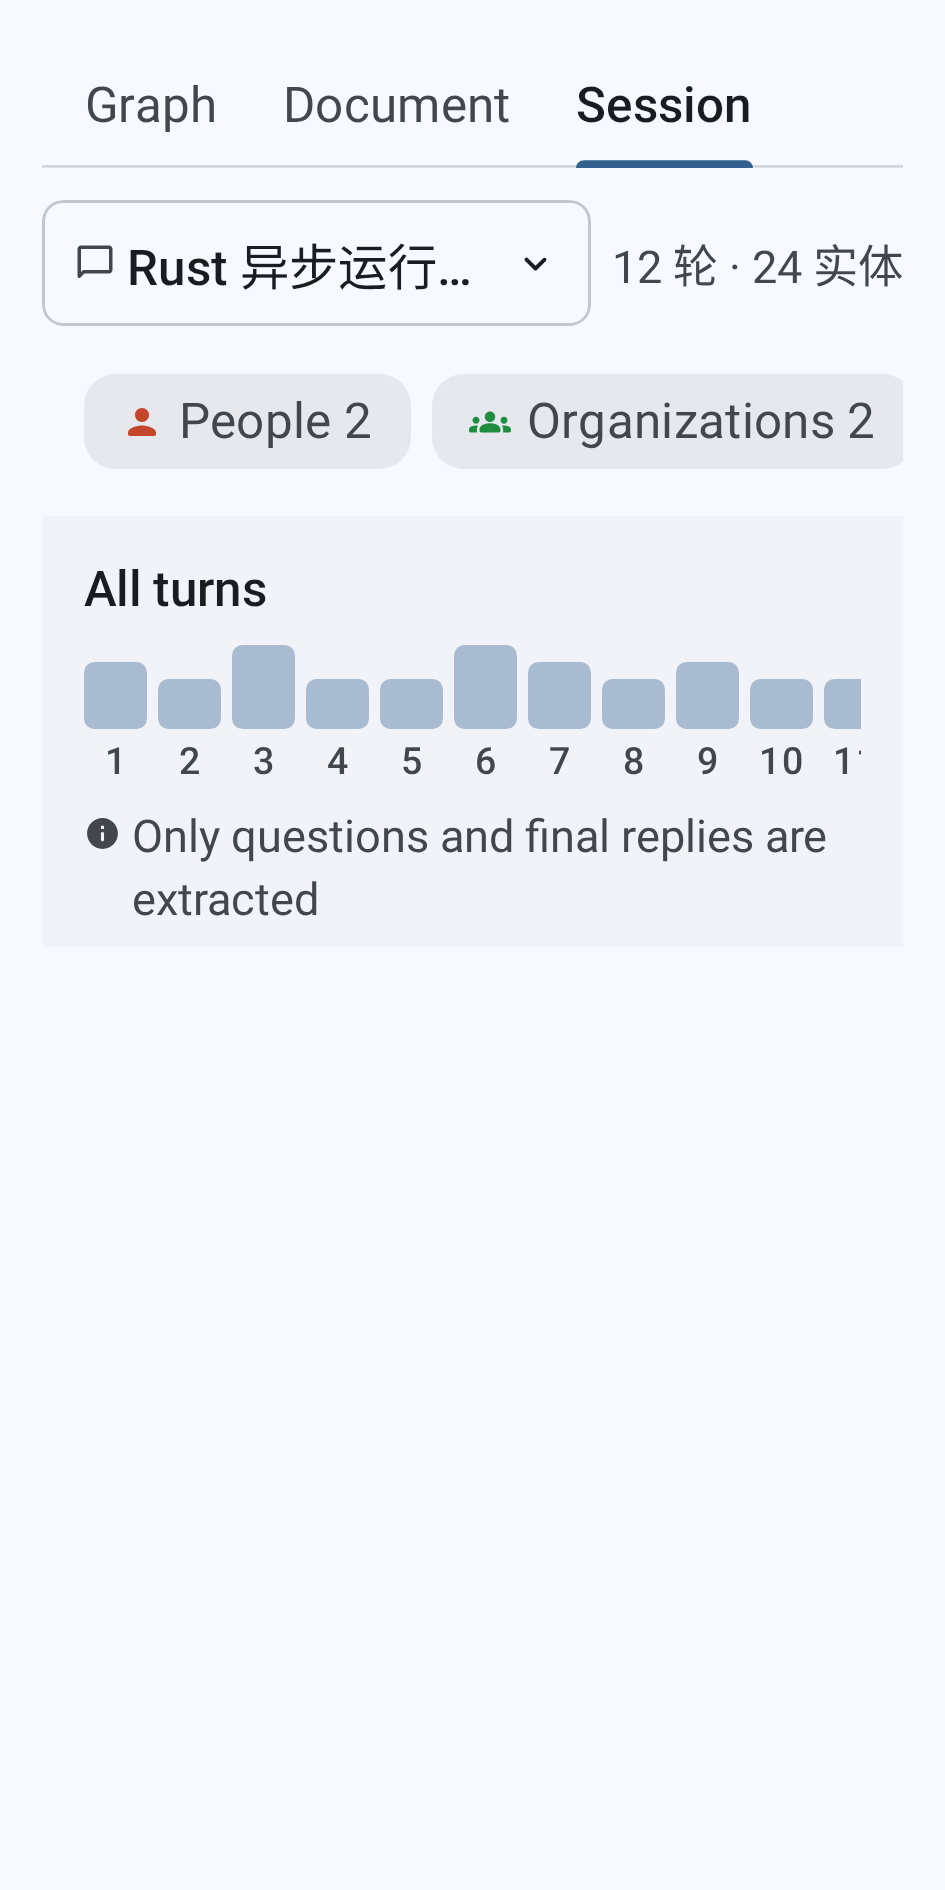 Graph Document Session
Rust 异步运行... 12 轮 · 24 实体
People 2 Organizations 2
All turns
1 2 3 4 5 6 7 8 9 10
Only questions and final replies are
extracted